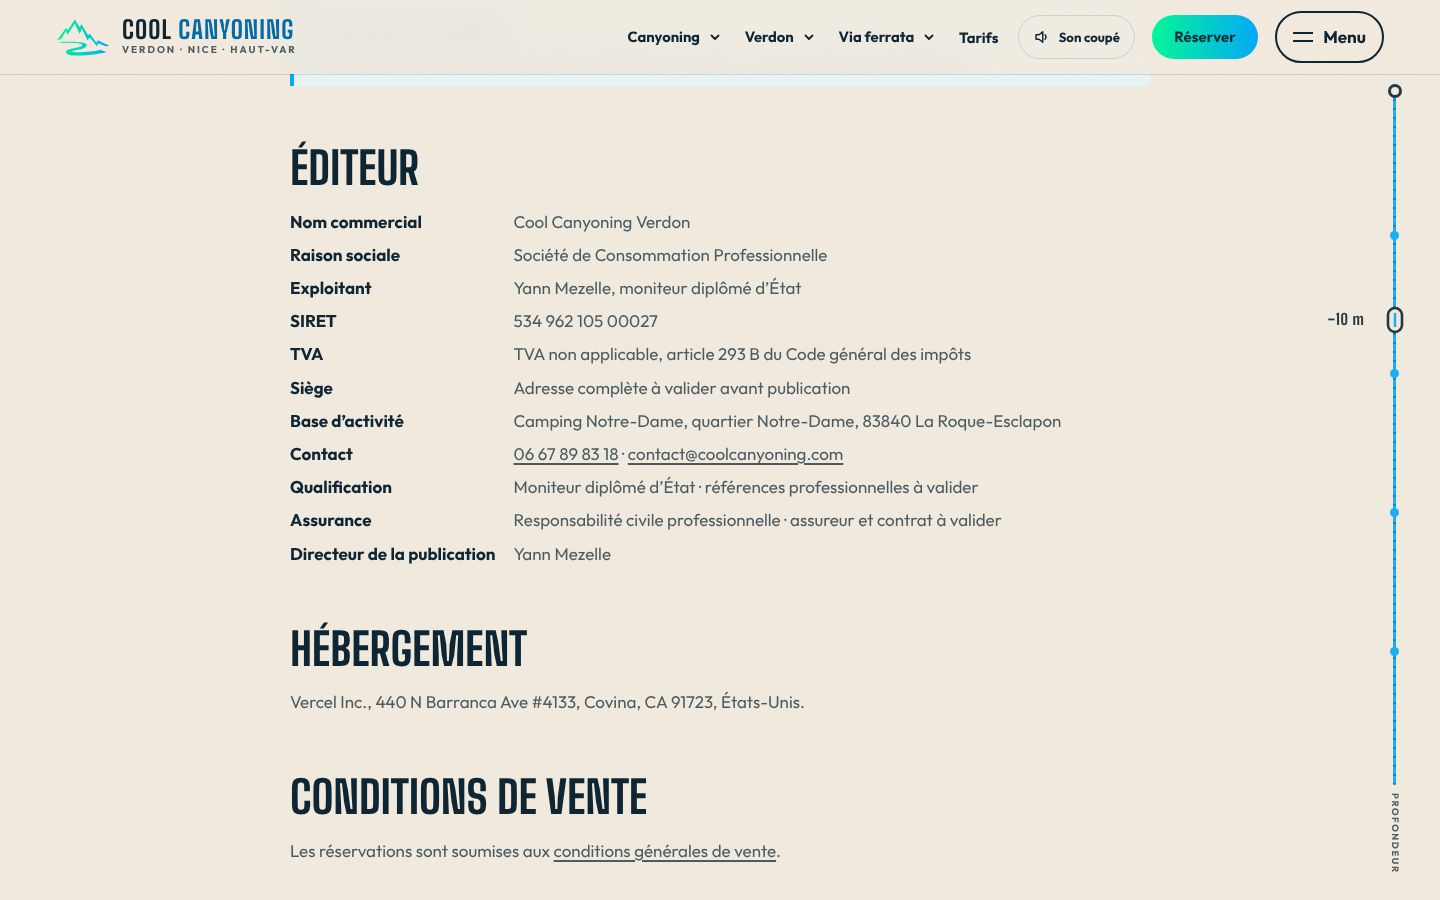 COOL CANYONING
VERDON · NICE · HAUT-VAR
Canyoning
Verdon
Via ferrata
Tarifs
Son coupé
Réserver
Menu
ÉDITEUR
Nom commercial Cool Canyoning Verdon
Raison sociale Société de Consommation Professionnelle
Exploitant Yann Mezelle, moniteur diplômé d’État
SIRET 534 962 105 00027
−10 m
TVA TVA non applicable, article 293 B du Code général des impôts
Siège Adresse complète à valider avant publication
Base d’activité Camping Notre-Dame, quartier Notre-Dame, 83840 La Roque-Esclapon
Contact 06 67 89 83 18 · contact@coolcanyoning.com
Qualification Moniteur diplômé d’État · références professionnelles à valider
Assurance Responsabilité civile professionnelle · assureur et contrat à valider
Directeur de la publication Yann Mezelle
HÉBERGEMENT
Vercel Inc., 440 N Barranca Ave #4133, Covina, CA 91723, États-Unis.
CONDITIONS DE VENTE
Les réservations sont soumises aux conditions générales de vente.
PROFONDEUR